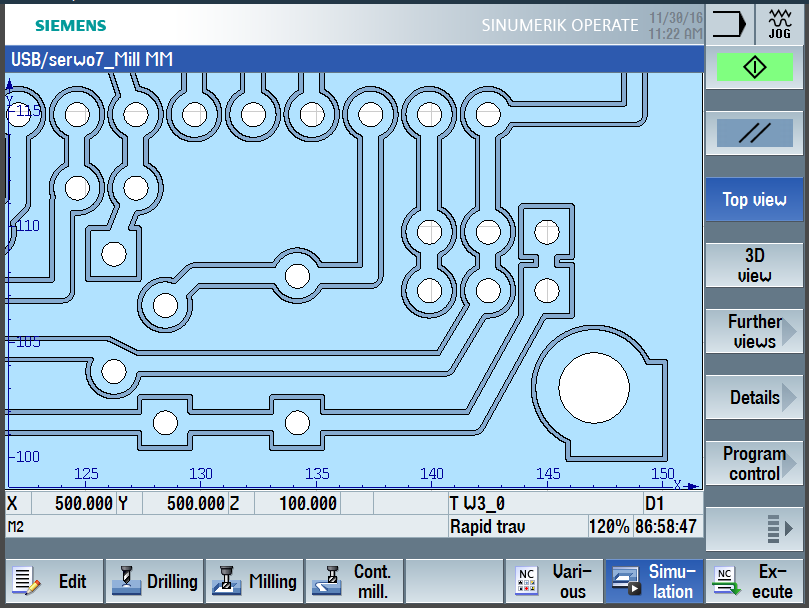 SIEMENS
SINUMERIK OPERATE
11/30/16
11:22 AM
JOG
USB/serwo7_Mill MM
Y
-115
-110
-105
-100
125
130
135
140
145
150
X
Top view
3D
view
Further
views
Details
Program
control
X 500.000 Y 500.000 Z 100.000 T W3_0 D1
M2 Rapid trav 120% 86:58:47
Edit
Drilling
Milling
Cont.
mill.
NC
Vari-
ous
Simu-
lation
NC
Ex-
ecute